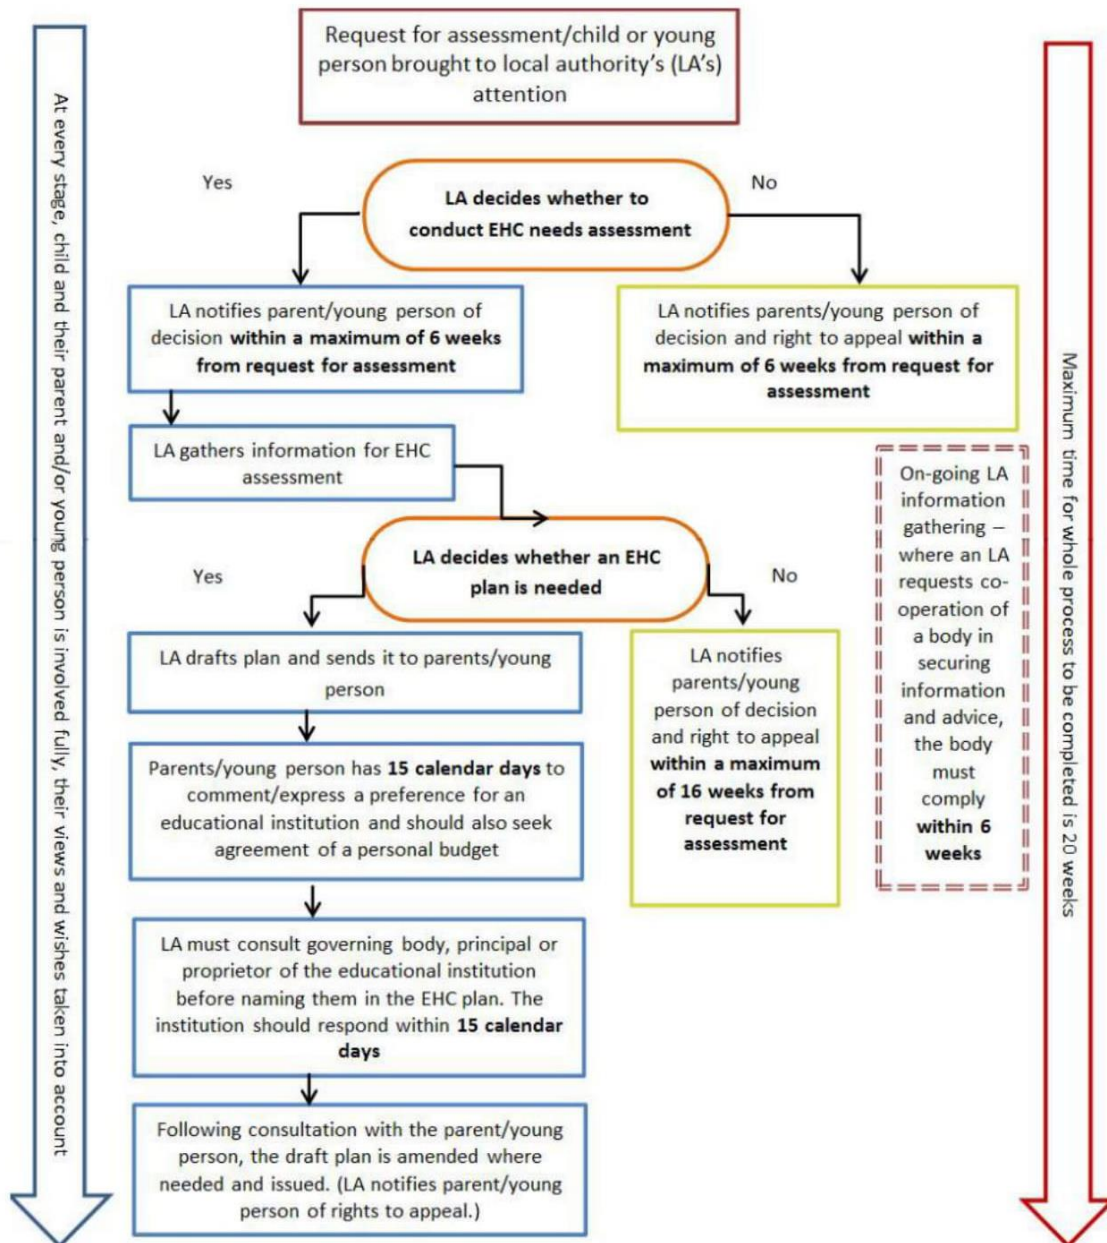 Request for assessment/child or young
person brought to local authority's (LA's)
attention
At every stage, child and their parent and/or young person is involved fully, their views and wishes taken into account
Yes
LA decides whether to
conduct EHC needs assessment
No
LA notifies parent/young person of
decision within a maximum of 6 weeks
from request for assessment
LA notifies parents/young person of
decision and right to appeal within a
maximum of 6 weeks from request for
assessment
Maximum time for whole process to be completed is 20 weeks
LA gathers information for EHC
assessment
On-going LA
information
gathering –
where an LA
requests co-
operation of
a body in
securing
information
and advice,
the body
must
comply
within 6
weeks
Yes
LA decides whether an EHC
plan is needed
No
LA drafts plan and sends it to parents/young
person
LA notifies
parents/young
person of decision
and right to appeal
within a maximum
of 16 weeks from
request for
assessment
Parents/young person has 15 calendar days to
comment/express a preference for an
educational institution and should also seek
agreement of a personal budget
LA must consult governing body, principal or
proprietor of the educational institution
before naming them in the EHC plan. The
institution should respond within 15 calendar
days
Following consultation with the parent/young
person, the draft plan is amended where
needed and issued. (LA notifies parent/young
person of rights to appeal.)